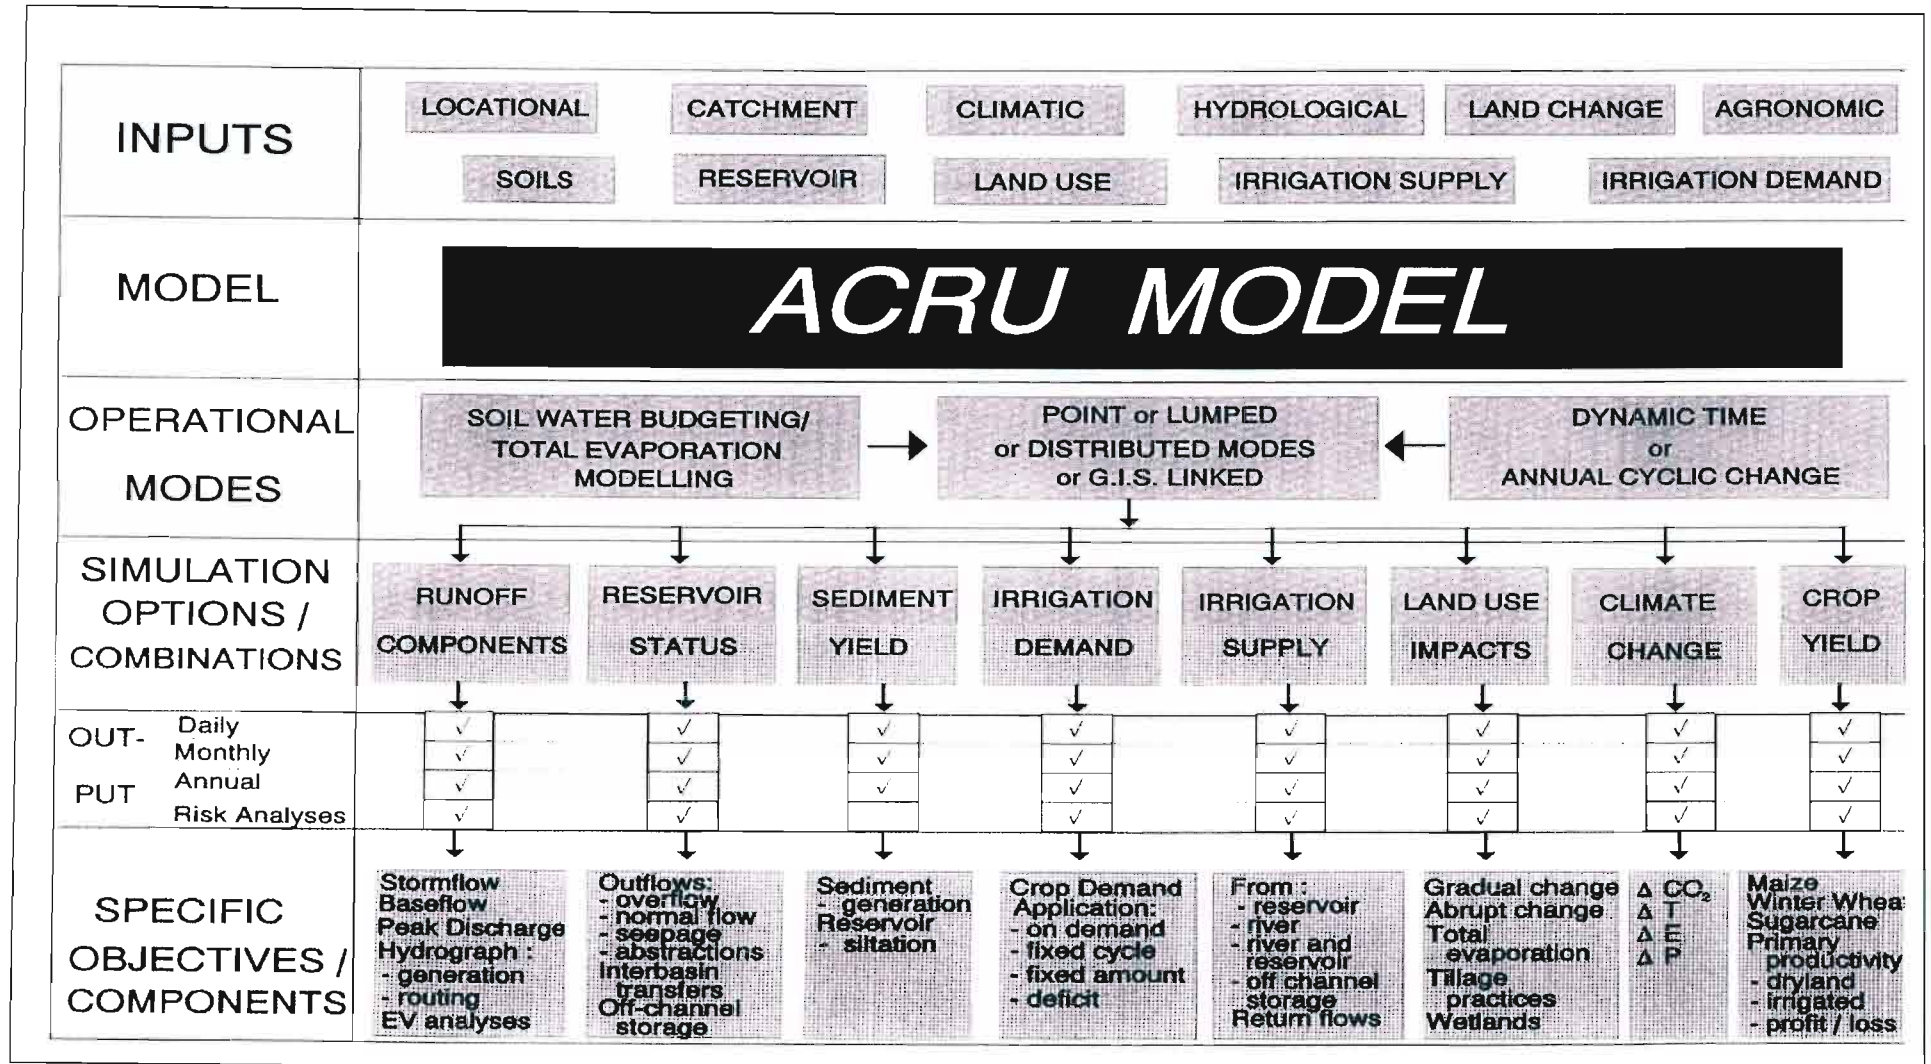 INPUTS
LOCATIONAL
CATCHMENT
CLIMATIC
HYDROLOGICAL
LAND CHANGE
AGRONOMIC
SOILS
RESERVOIR
LAND USE
IRRIGATION SUPPLY
IRRIGATION DEMAND
MODEL
ACRU MODEL
OPERATIONAL
MODES
SOIL WATER BUDGETING/
TOTAL EVAPORATION
MODELLING
POINT or LUMPED
or DISTRIBUTED MODES
or G.I.S. LINKED
DYNAMIC TIME
or
ANNUAL CYCLIC CHANGE
SIMULATION
OPTIONS /
COMBINATIONS
RUNOFF
COMPONENTS
RESERVOIR
STATUS
SEDIMENT
YIELD
IRRIGATION
DEMAND
IRRIGATION
SUPPLY
LAND USE
IMPACTS
CLIMATE
CHANGE
CROP
YIELD
OUT-
PUT
Daily
Monthly
Annual
Risk Analyses
✓ ✓ ✓ ✓ ✓ ✓ ✓ ✓
✓ ✓ ✓ ✓ ✓ ✓ ✓ ✓
✓ ✓ ✓ ✓ ✓ ✓ ✓ ✓
✓ ✓ ✓ ✓ ✓ ✓ ✓
SPECIFIC
OBJECTIVES /
COMPONENTS
Stormflow
Baseflow
Peak Discharge
Hydrograph :
- generation
- routing
EV analyses
Outflows:
- overflow
- normal flow
- seepage
- abstractions
Interbasin
transfers
Off-channel
storage
Sediment
- generation
Reservoir
- siltation
Crop Demand
Application:
- on demand
- fixed cycle
- fixed amount
- deficit
From :
- reservoir
- river
- river and
reservoir
- off channel
storage
Return flows
Gradual change
Abrupt change
Total
evaporation
Tillage
practices
Wetlands
Δ CO₂
Δ T
Δ E
Δ P
Maize
Winter Whea
Sugarcane
Primary
productivity
- dryland
- irrigated
- profit / loss